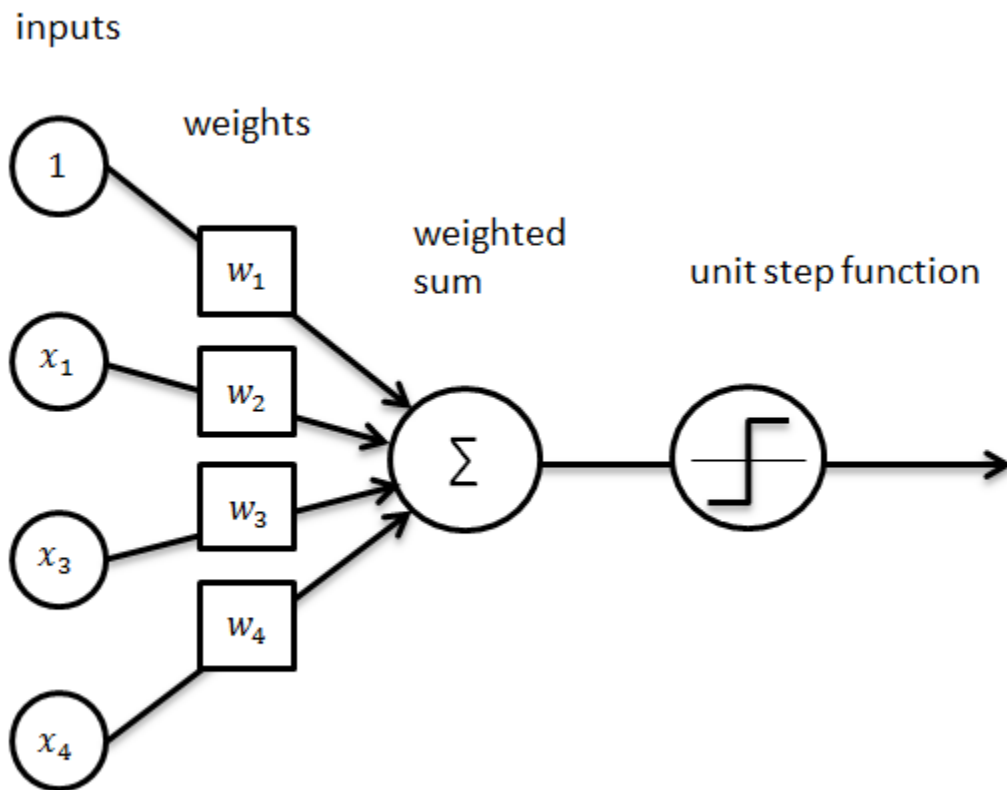 inputs
weights
1
w₁
weighted
sum
unit step function
x₁
w₂
∑
w₃
x₃
w₄
x₄